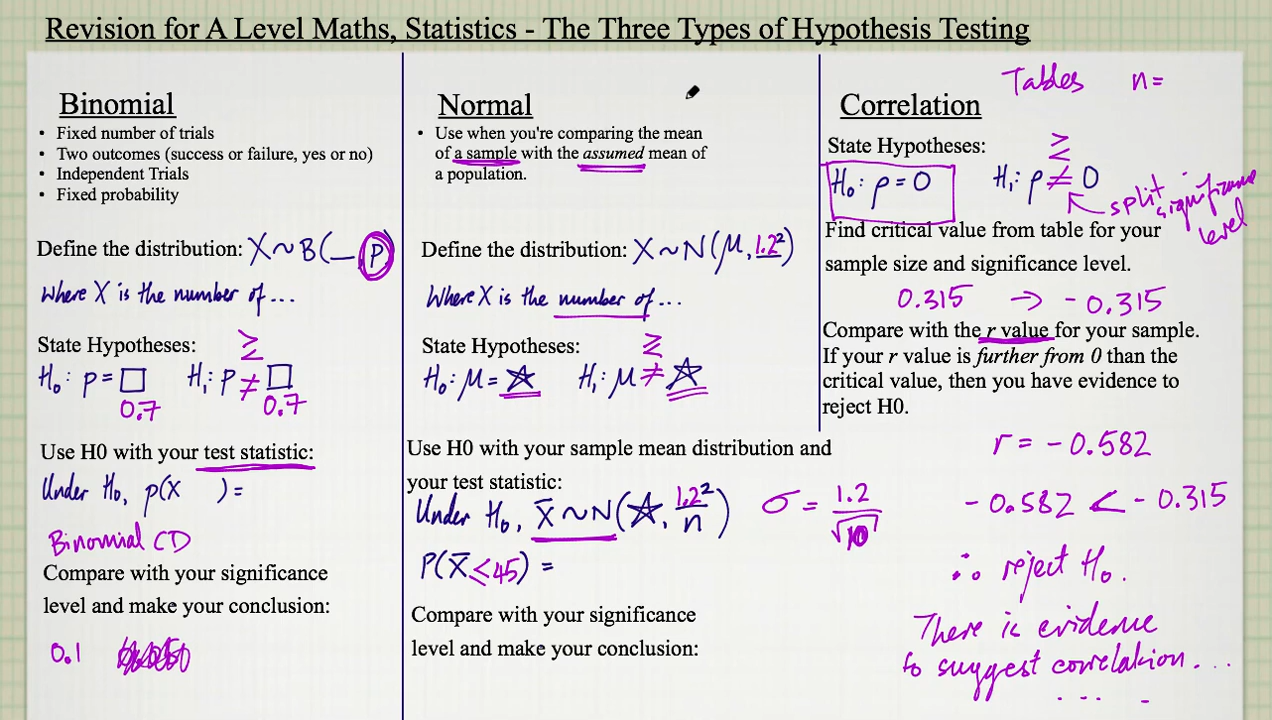 Revision for A Level Maths, Statistics - The Three Types of Hypothesis Testing
Binomial
• Fixed number of trials
• Two outcomes (success or failure, yes or no)
• Independent Trials
• Fixed probability
Define the distribution: X~B(_ P)
Where X is the number of ...
State Hypotheses:
≥
H₀: p = □ H₁: p ≠ □
0.7 0.7
Use H0 with your test statistic:
Under H₀, p(X ) =
Binomial CD
Compare with your significance
level and make your conclusion:
0.1
Normal
• Use when you're comparing the mean
of a sample with the assumed mean of
a population.
Define the distribution: X~N(μ, 1.2²)
Where X is the number of ...
State Hypotheses:
≥
H₀: μ = ☆ H₁: μ ≠ ☆
Use H0 with your sample mean distribution and
your test statistic:
Under H₀, X̄~N(☆, 1.2²/n) σ = 1.2/√10
P(X̄ ≤ 45) =
Compare with your significance
level and make your conclusion:
Tables n=
Correlation
State Hypotheses:
≥
H₀: ρ = 0 H₁: ρ ≠ 0
split significance
level
Find critical value from table for your
sample size and significance level.
0.315 → - 0.315
Compare with the r value for your sample.
If your r value is further from 0 than the
critical value, then you have evidence to
reject H0.
r = - 0.582
- 0.582 < - 0.315
∴ reject H₀.
There is evidence
to suggest correlation....
... -